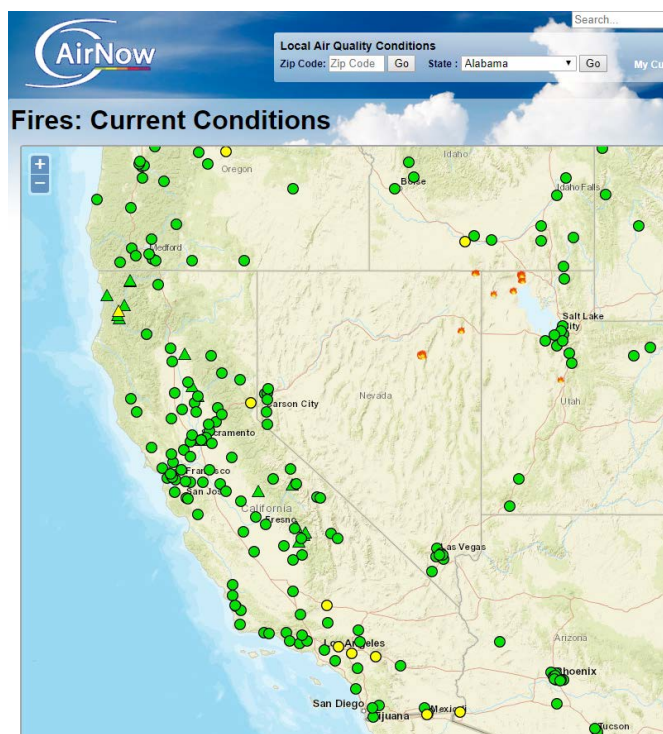 Search...
AirNow
Local Air Quality Conditions
Zip Code: Zip Code Go State : Alabama Go My Cu
Fires: Current Conditions
+
−
Idaho
Oregon
Boise
Idaho Falls
Medford
Salt Lake
City
Nevada
Carson City
Utah
Sacramento
Francisco
San Jos
California
Fresno
Las Vegas
Los Angeles
Arizona
Phoenix
San Diego
Mexicali
Tijuana
Tucson